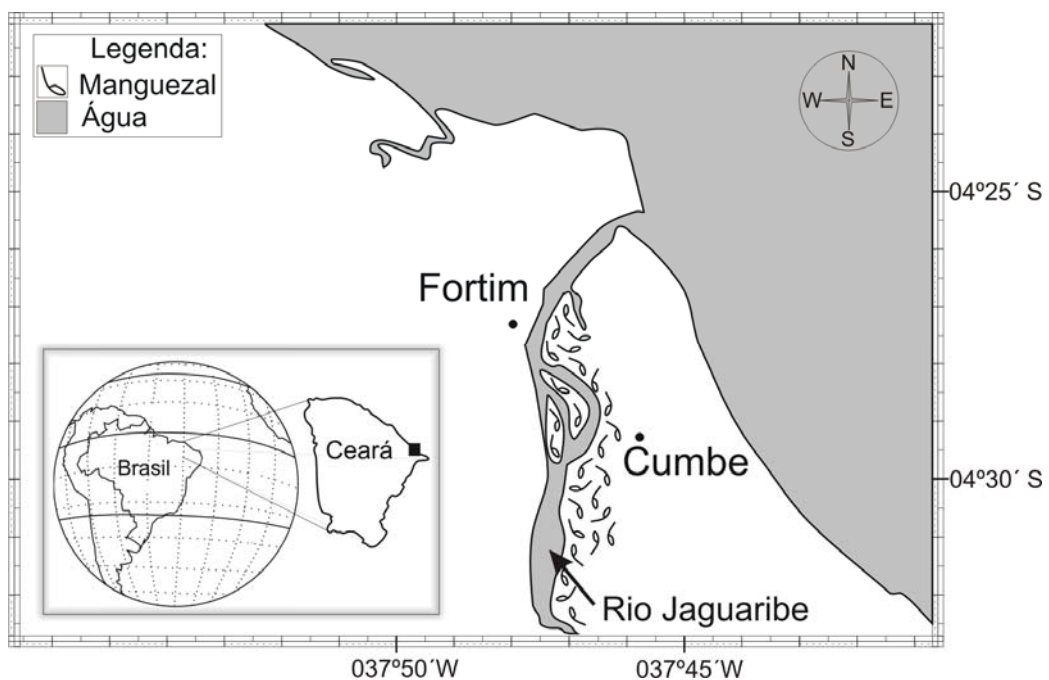 Legenda:
Manguezal
Água
N
W E
S
04º25´ S
Fortim
Cumbe
04º30´ S
Rio Jaguaribe
Brasil
Ceará
037º50´W
037º45´W